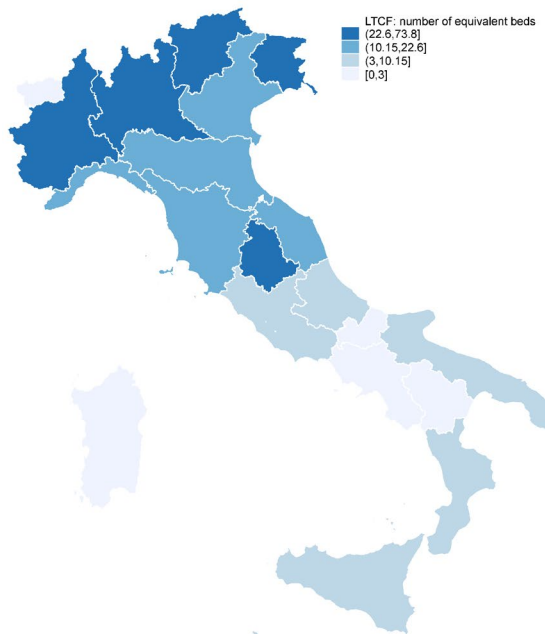 LTCF: number of equivalent beds
(22.6,73.8]
(10.15,22.6]
(3,10.15]
[0,3]